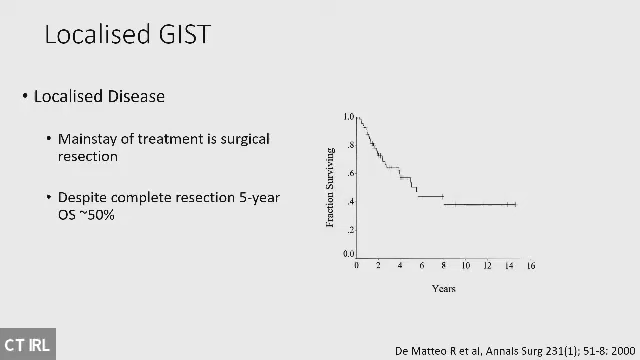 Localised GIST
• Localised Disease
• Mainstay of treatment is surgical
resection
• Despite complete resection 5-year
OS ~50%
Fraction Surviving
1.0
.8
.6
.4
.2
0.0
0 2 4 6 8 10 12 14 16
Years
CT IRL
De Matteo R et al, Annals Surg 231(1); 51-8: 2000